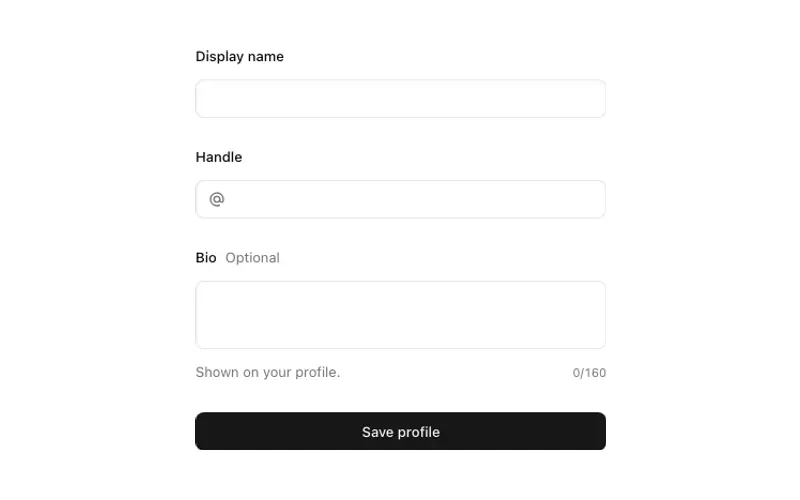 Display name
Handle
@
Bio Optional
Shown on your profile. 0/160
Save profile